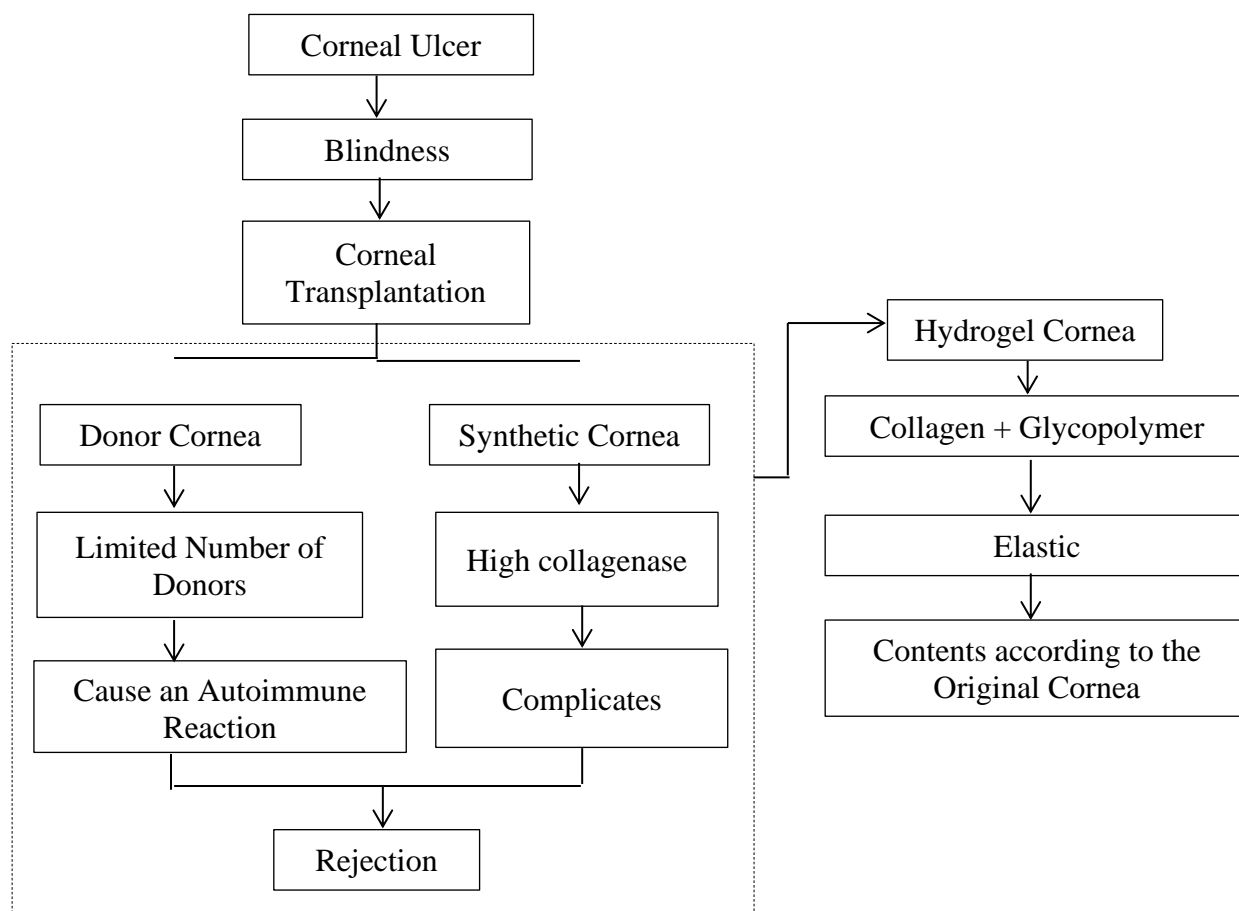 Corneal Ulcer
Blindness
Corneal
Transplantation
Donor Cornea
Limited Number of
Donors
Cause an Autoimmune
Reaction
Synthetic Cornea
High collagenase
Complicates
Rejection
Hydrogel Cornea
Collagen + Glycopolymer
Elastic
Contents according to the
Original Cornea